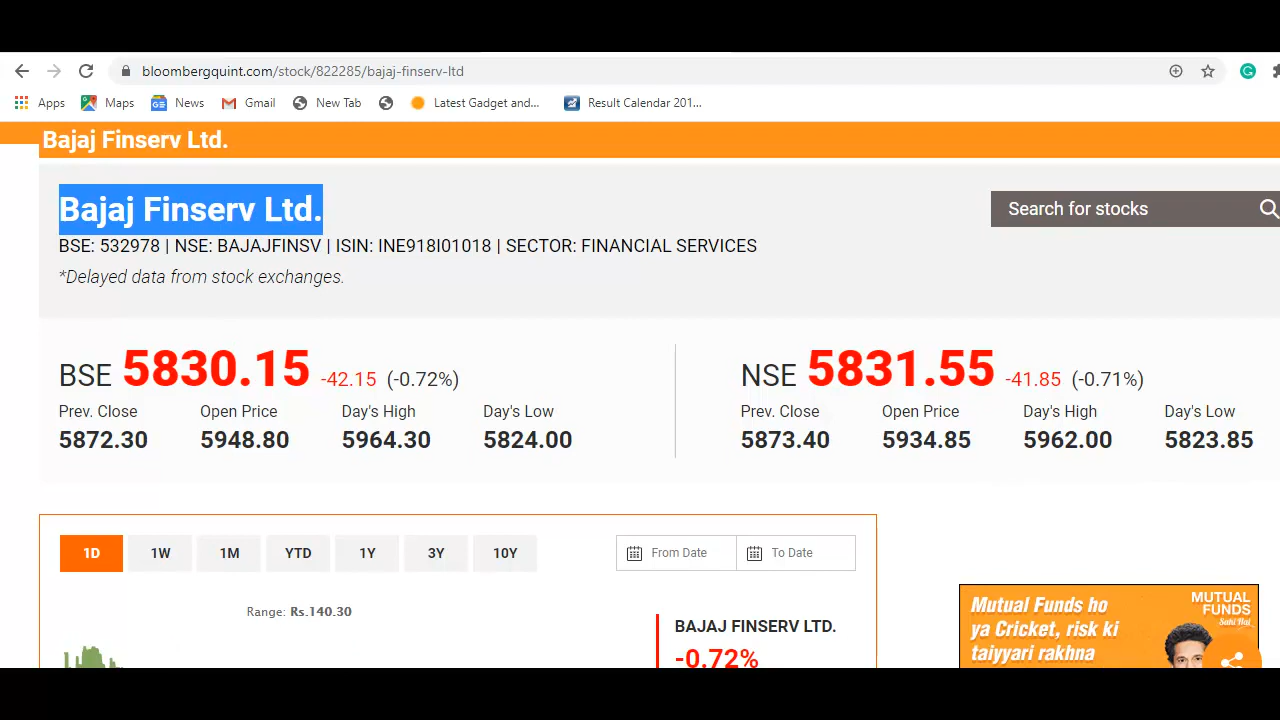 bloombergquint.com/stock/822285/bajaj-finserv-ltd
Apps Maps News Gmail New Tab Latest Gadget and... Result Calendar 201...
Bajaj Finserv Ltd.
Bajaj Finserv Ltd.
Search for stocks
BSE: 532978 | NSE: BAJAJFINSV | ISIN: INE918I01018 | SECTOR: FINANCIAL SERVICES
*Delayed data from stock exchanges.
BSE 5830.15 -42.15 (-0.72%)
Prev. Close Open Price Day's High Day's Low
5872.30 5948.80 5964.30 5824.00
NSE 5831.55 -41.85 (-0.71%)
Prev. Close Open Price Day's High Day's Low
5873.40 5934.85 5962.00 5823.85
1D 1W 1M YTD 1Y 3Y 10Y
From Date To Date
Range: Rs.140.30
BAJAJ FINSERV LTD.
-0.72%
Mutual Funds ho
ya Cricket, risk ki
taiyyari rakhna
MUTUAL
FUNDS
Sahi Hai